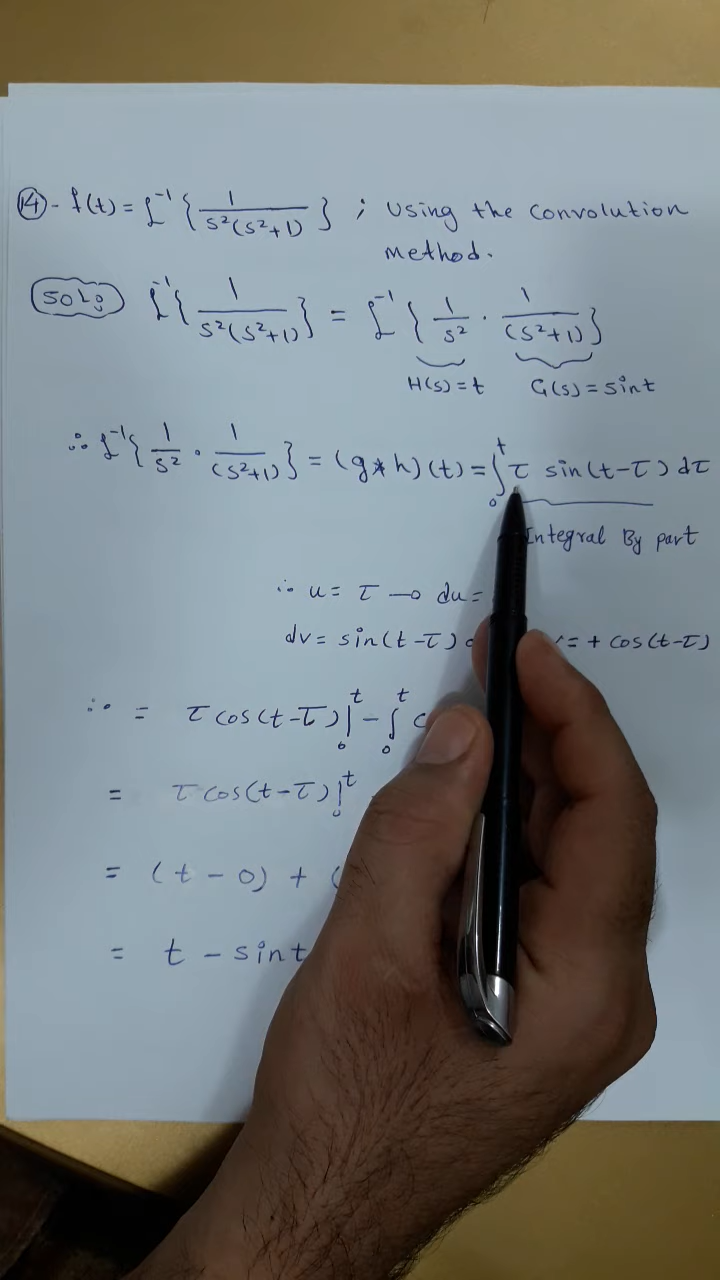 14 - f(t) = ℒ⁻¹ { 1 / s²(s²+1) } ; Using the convolution
method.
Sol: ℒ⁻¹ { 1 / s²(s²+1) } = ℒ⁻¹ { 1/s² · 1/(s²+1) }
H(s) = t G(s) = sint
∴ ℒ⁻¹ { 1/s² · 1/(s²+1) } = (g * h)(t) = ∫₀ᵗ τ sin(t-τ) dτ
Integral By part
∴ u = τ → du =
dv = sin(t-τ) = + cos(t-τ)
∴ = τ cos(t-τ)|₀ᵗ - ∫₀ᵗ
= τ cos(t-τ)|₀ᵗ
= (t - 0) + (
= t - sint